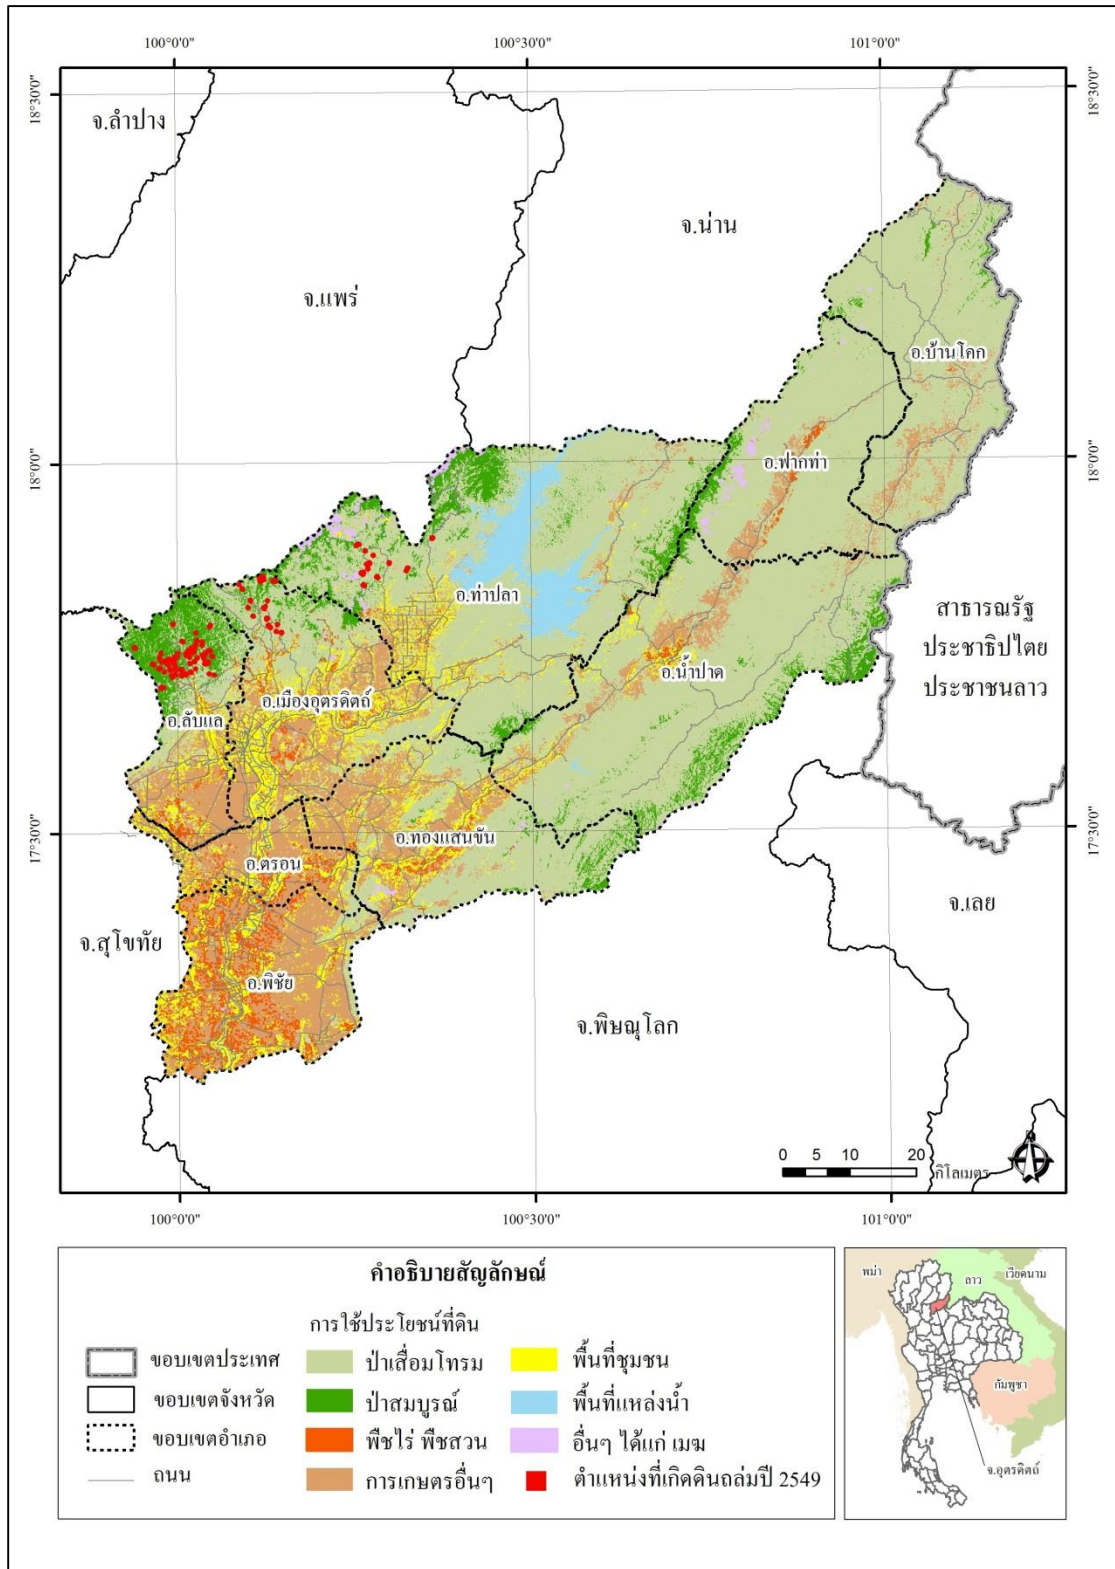 100°0'0" 100°30'0" 101°0'0"
18°30'0" 18°30'0"
จ.ลำปาง
จ.น่าน
จ.แพร่
อ.บ้านโคก
18°0'0" 18°0'0"
อ.ฟากท่า
อ.ท่าปลา
สาธารณรัฐ
ประชาธิปไตย
ประชาชนลาว
อ.น้ำปาด
อ.เมืองอุตรดิตถ์
อ.ลับแล
17°30'0" 17°30'0"
อ.ทองแสนขัน
อ.ตรอน
จ.เลย
จ.สุโขทัย
อ.พิชัย
จ.พิษณุโลก
0 5 10 20
กิโลเมตร
100°0'0" 100°30'0" 101°0'0"
คำอธิบายสัญลักษณ์
การใช้ประโยชน์ที่ดิน
ขอบเขตประเทศ
ขอบเขตจังหวัด
ขอบเขตอำเภอ
ถนน
ป่าเสื่อมโทรม
ป่าสมบูรณ์
พืชไร่ พืชสวน
การเกษตรอื่นๆ
พื้นที่ชุมชน
พื้นที่แหล่งน้ำ
อื่นๆ ได้แก่ เมฆ
ตำแหน่งที่เกิดดินถล่มปี 2549
พม่า
ลาว
เวียดนาม
กัมพูชา
จ.อุตรดิตถ์